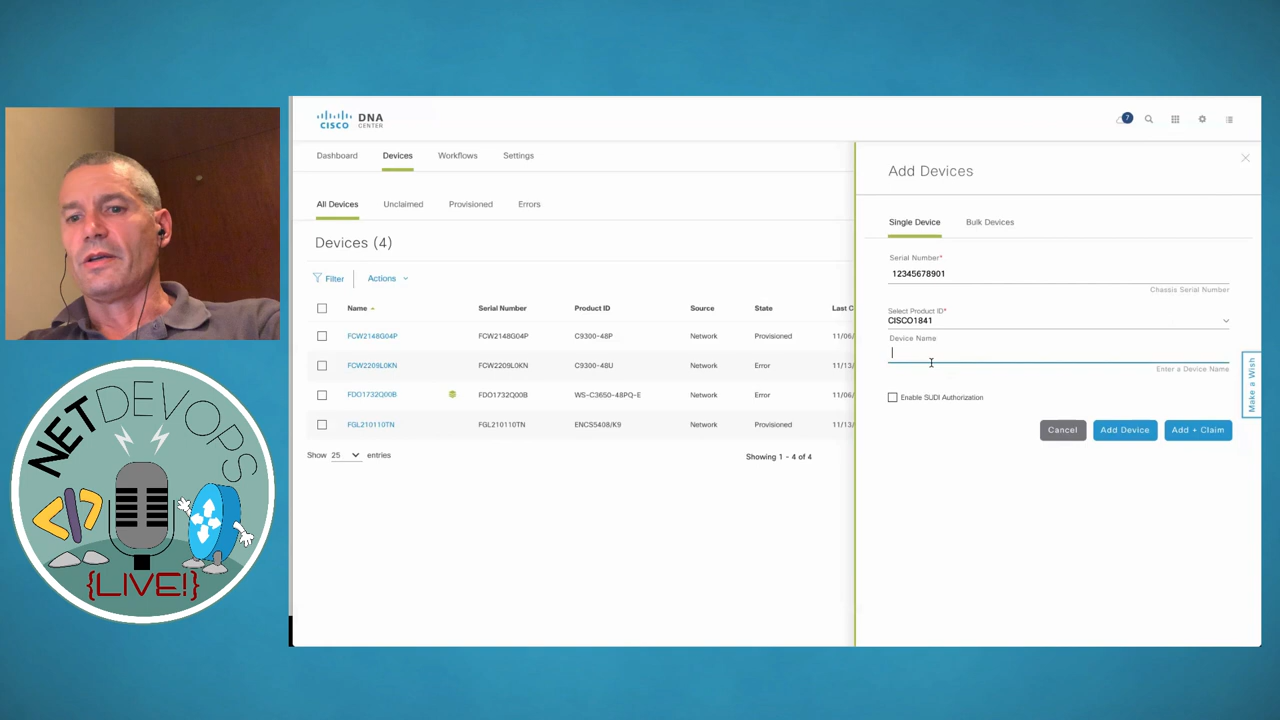 CISCO
DNA
CENTER
7
Dashboard
Devices
Workflows
Settings
All Devices
Unclaimed
Provisioned
Errors
Devices (4)
Filter
Actions
Name
Serial Number
Product ID
Source
State
Last C
FCW2148G04P
FCW2148G04P
C9300-48P
Network
Provisioned
11/06/
FCW2209L0KN
FCW2209L0KN
C9300-48U
Network
Error
11/13/
FDO1732Q00B
FDO1732Q00B
WS-C3650-48PQ-E
Network
Error
11/06/
FGL210110TN
FGL210110TN
ENCS5408/K9
Network
Provisioned
11/13/
Show 25 entries
Showing 1 - 4 of 4
Add Devices
Single Device
Bulk Devices
Serial Number*
12345678901
Chassis Serial Number
Select Product ID*
CISCO1841
Device Name
Enter a Device Name
Enable SUDI Authorization
Cancel
Add Device
Add + Claim
Make a Wish
NETDEVOPS
</>
{LIVE!}